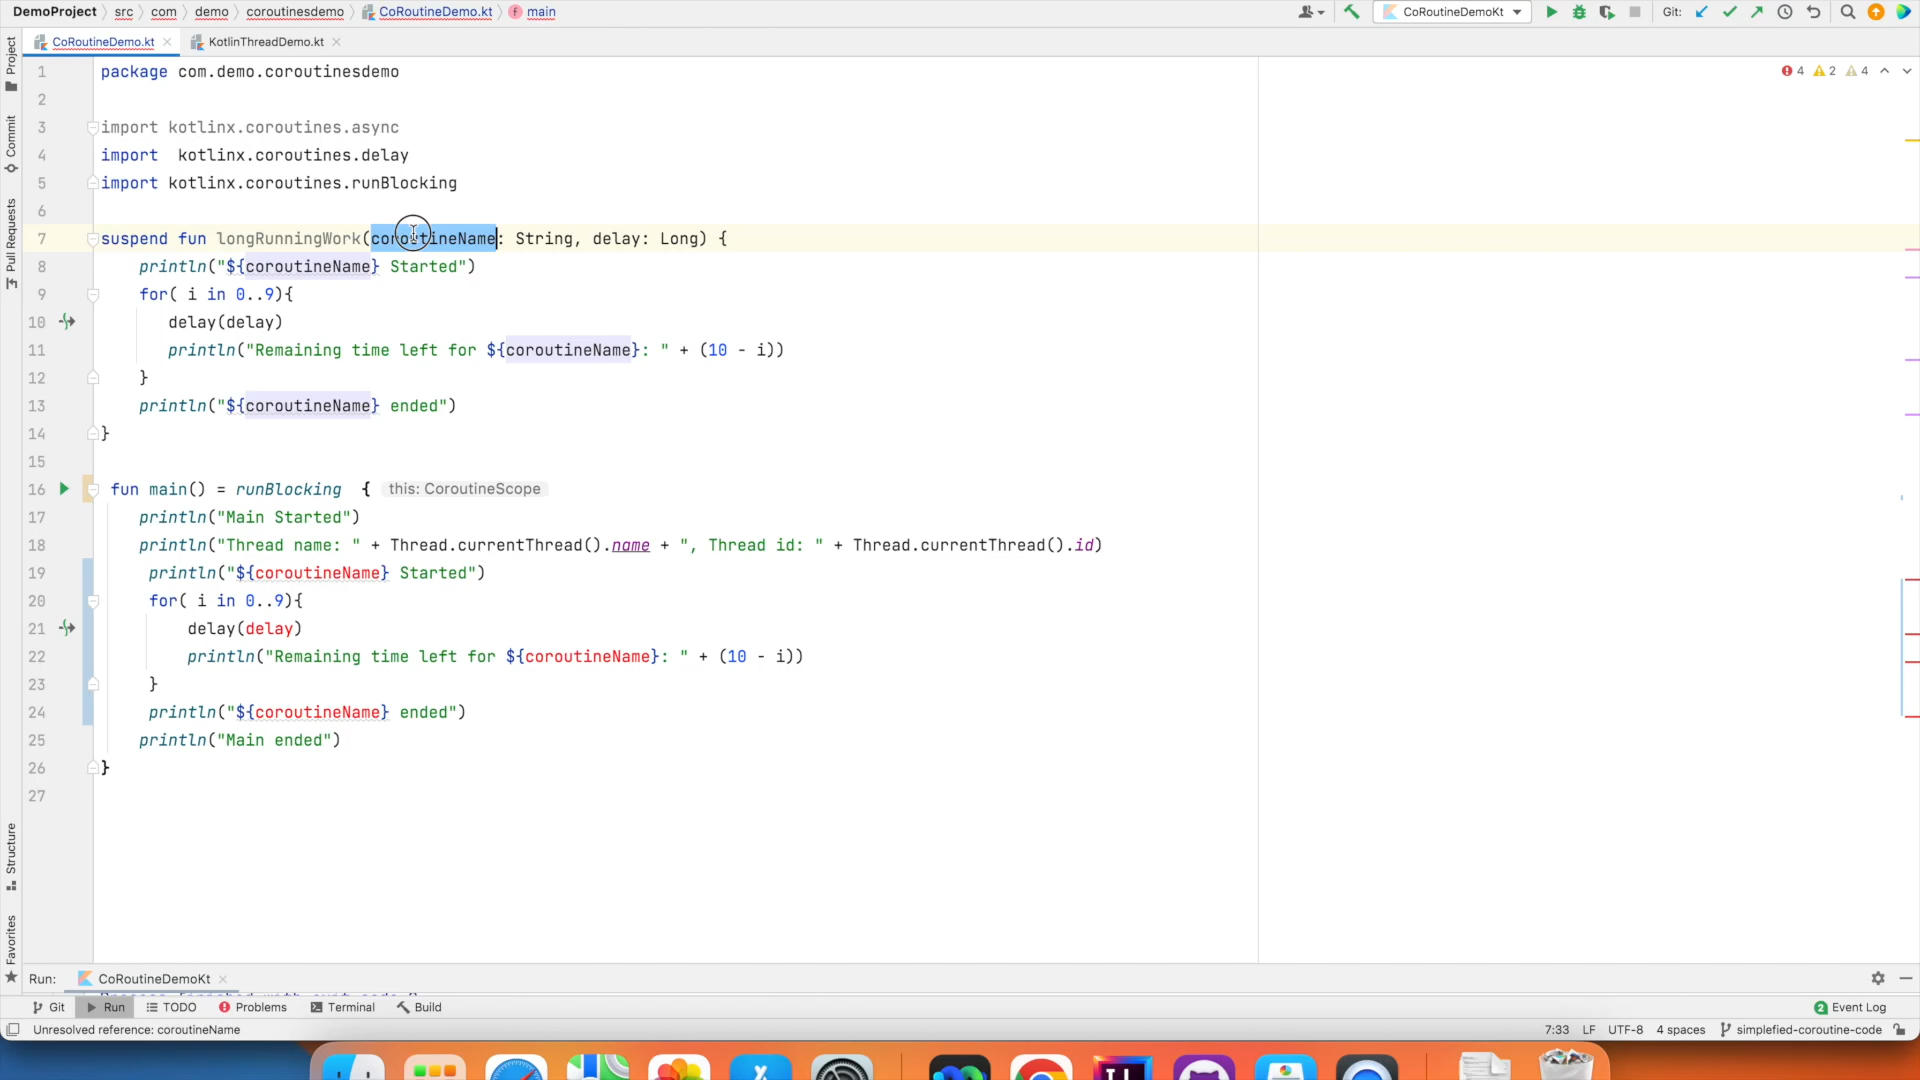 DemoProject src com demo coroutinesdemo CoRoutineDemo.kt f main CoRoutineDemoKt Git:
CoRoutineDemo.kt KotlinThreadDemo.kt
4 2 4
Project
Commit
Pull Requests
Structure
Favorites
1 package com.demo.coroutinesdemo
2
3 import kotlinx.coroutines.async
4 import  kotlinx.coroutines.delay
5 import kotlinx.coroutines.runBlocking
6
7 suspend fun longRunningWork(coroutineName: String, delay: Long) {
8 println("${coroutineName} Started")
9 for( i in 0..9){
10 delay(delay)
11 println("Remaining time left for ${coroutineName}: " + (10 - i))
12 }
13 println("${coroutineName} ended")
14 }
15
16 fun main() = runBlocking  { this: CoroutineScope
17 println("Main Started")
18 println("Thread name: " + Thread.currentThread().name + ", Thread id: " + Thread.currentThread().id)
19 println("${coroutineName} Started")
20 for( i in 0..9){
21 delay(delay)
22 println("Remaining time left for ${coroutineName}: " + (10 - i))
23 }
24 println("${coroutineName} ended")
25 println("Main ended")
26 }
27
Run: CoRoutineDemoKt
Git Run TODO Problems Terminal Build 2 Event Log
Unresolved reference: coroutineName 7:33 LF UTF-8 4 spaces simplefied-coroutine-code